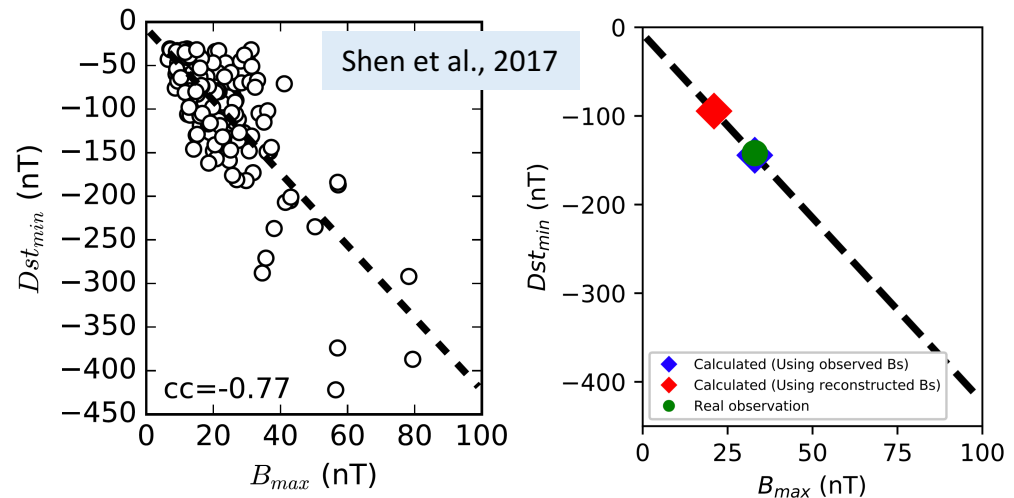 Shen et al., 2017
0
−50
−100
−150
−200
−250
−300
−350
−400
−450
Dst_min (nT)
cc=-0.77
0 20 40 60 80 100
B_max (nT)
0
−100
−200
−300
−400
Dst_min (nT)
Calculated (Using observed Bs)
Calculated (Using reconstructed Bs)
Real observation
0 25 50 75 100
B_max (nT)